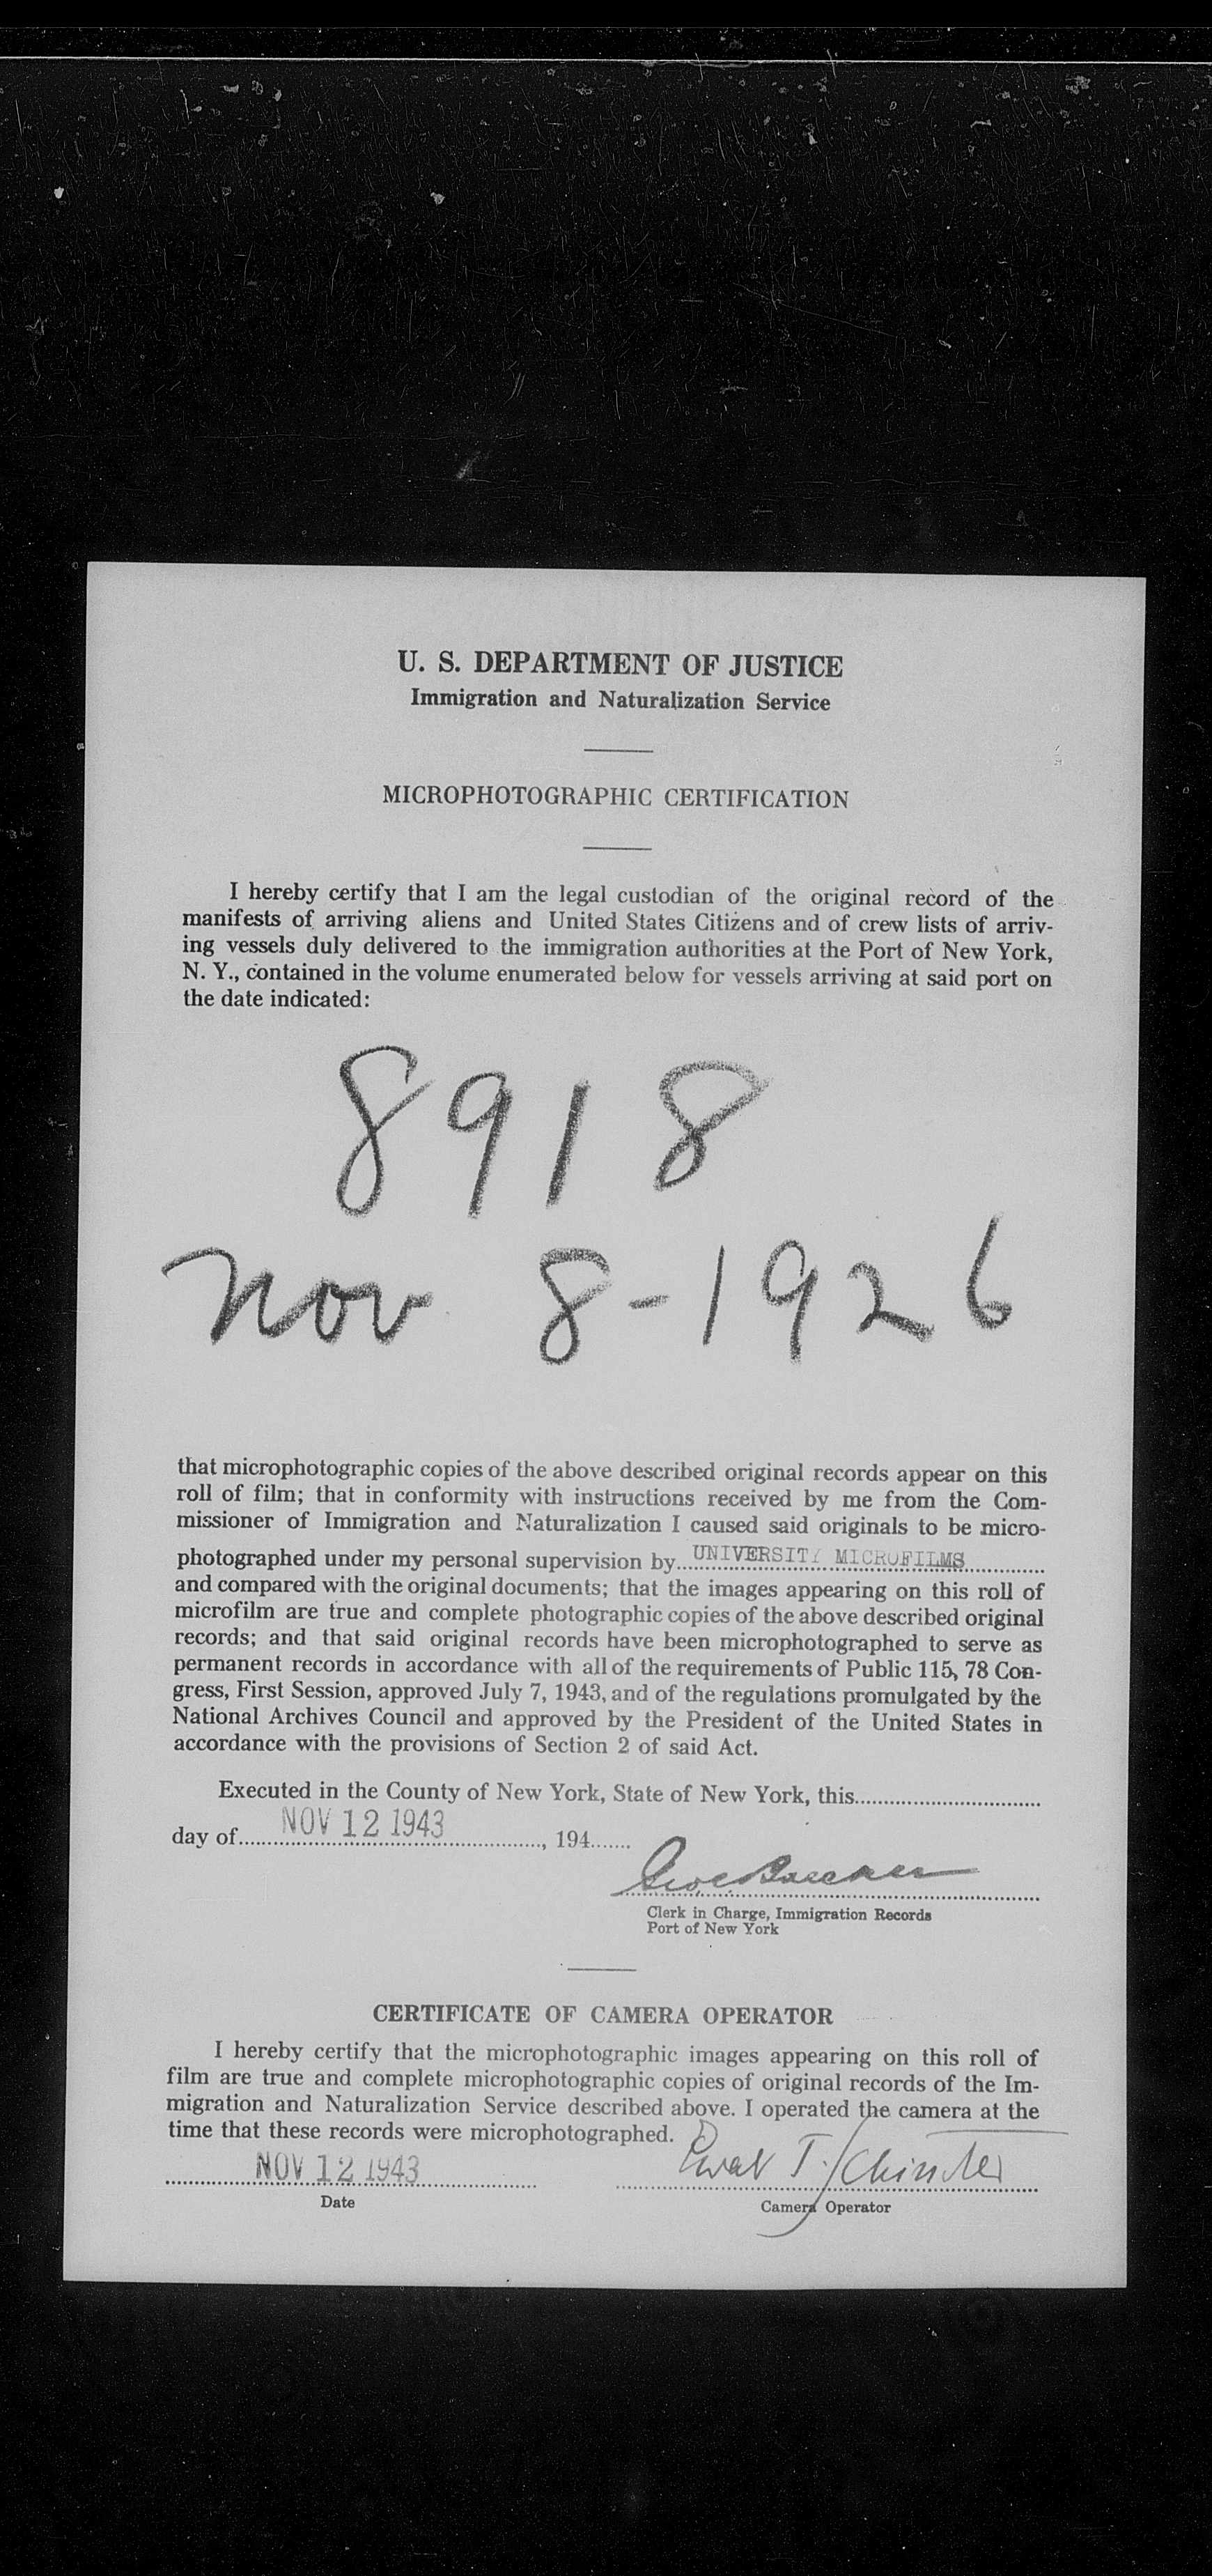 U. S. DEPARTMENT OF JUSTICE
Immigration and Naturalization Service
MICROPHOTOGRAPHIC CERTIFICATION
I hereby certify that I am the legal custodian of the original record of the
manifests of arriving aliens and United States Citizens and of crew lists of arriv-
ing vessels duly delivered to the immigration authorities at the Port of New York,
N. Y., contained in the volume enumerated below for vessels arriving at said port on
the date indicated:
8918
Nov 8-1926
that microphotographic copies of the above described original records appear on this
roll of film; that in conformity with instructions received by me from the Com-
missioner of Immigration and Naturalization I caused said originals to be micro-
photographed under my personal supervision by UNIVERSITY MICROFILMS
and compared with the original documents; that the images appearing on this roll of
microfilm are true and complete photographic copies of the above described original
records; and that said original records have been microphotographed to serve as
permanent records in accordance with all of the requirements of Public 115, 78 Con-
gress, First Session, approved July 7, 1943, and of the regulations promulgated by the
National Archives Council and approved by the President of the United States in
accordance with the provisions of Section 2 of said Act.
Executed in the County of New York, State of New York, this
day of NOV 12 1943, 194
Clerk in Charge, Immigration Records
Port of New York
CERTIFICATE OF CAMERA OPERATOR
I hereby certify that the microphotographic images appearing on this roll of
film are true and complete microphotographic copies of original records of the Im-
migration and Naturalization Service described above. I operated the camera at the
time that these records were microphotographed.
NOV 12 1943 T.
Date
Camera Operator